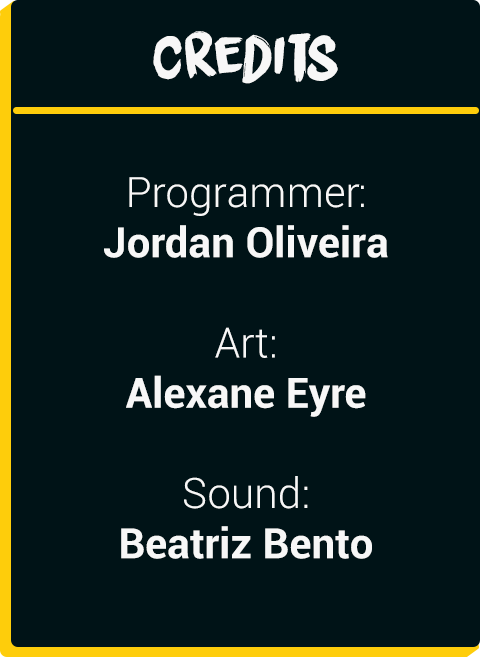 CREDITS
Programmer:
Jordan Oliveira
Art:
Alexane Eyre
Sound:
Beatriz Bento